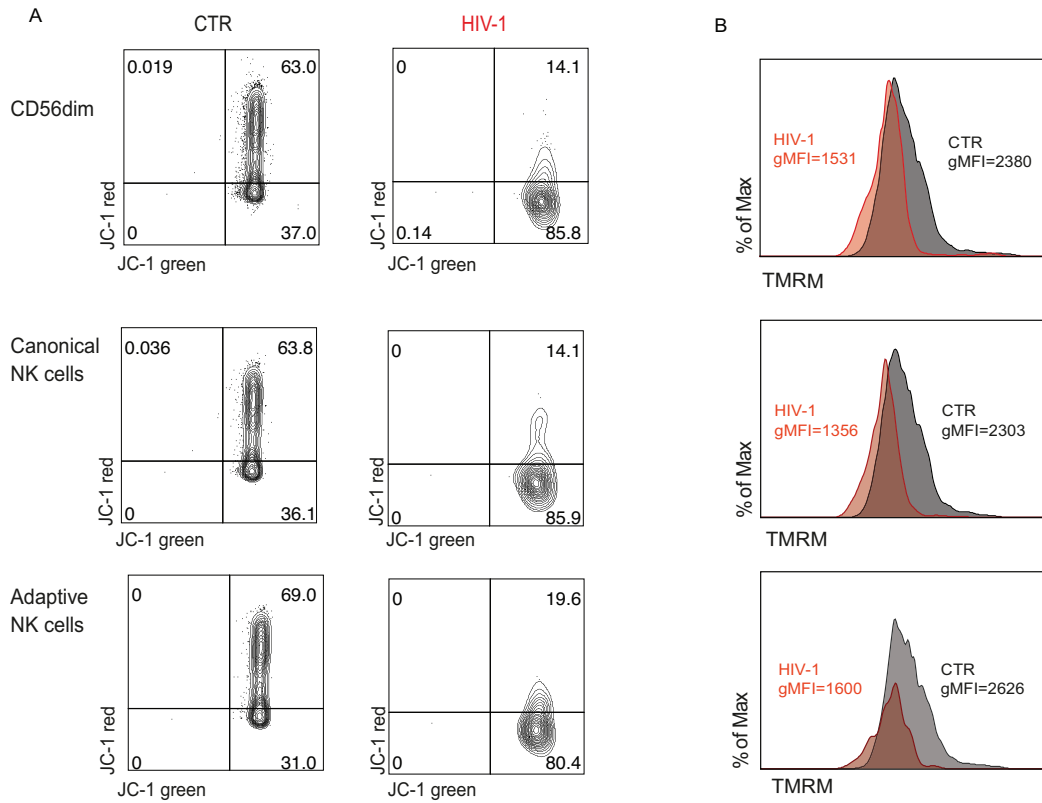 A
CTR
HIV-1
B
CD56dim
0.019
63.0
0
37.0
JC-1 red
JC-1 green
0
14.1
0.14
85.8
JC-1 red
JC-1 green
HIV-1
gMFI=1531
CTR
gMFI=2380
% of Max
TMRM
Canonical
NK cells
0.036
63.8
0
36.1
JC-1 red
JC-1 green
0
14.1
0
85.9
JC-1 red
JC-1 green
HIV-1
gMFI=1356
CTR
gMFI=2303
% of Max
TMRM
Adaptive
NK cells
0
69.0
0
31.0
JC-1 red
JC-1 green
0
19.6
0
80.4
JC-1 red
JC-1 green
HIV-1
gMFI=1600
CTR
gMFI=2626
% of Max
TMRM